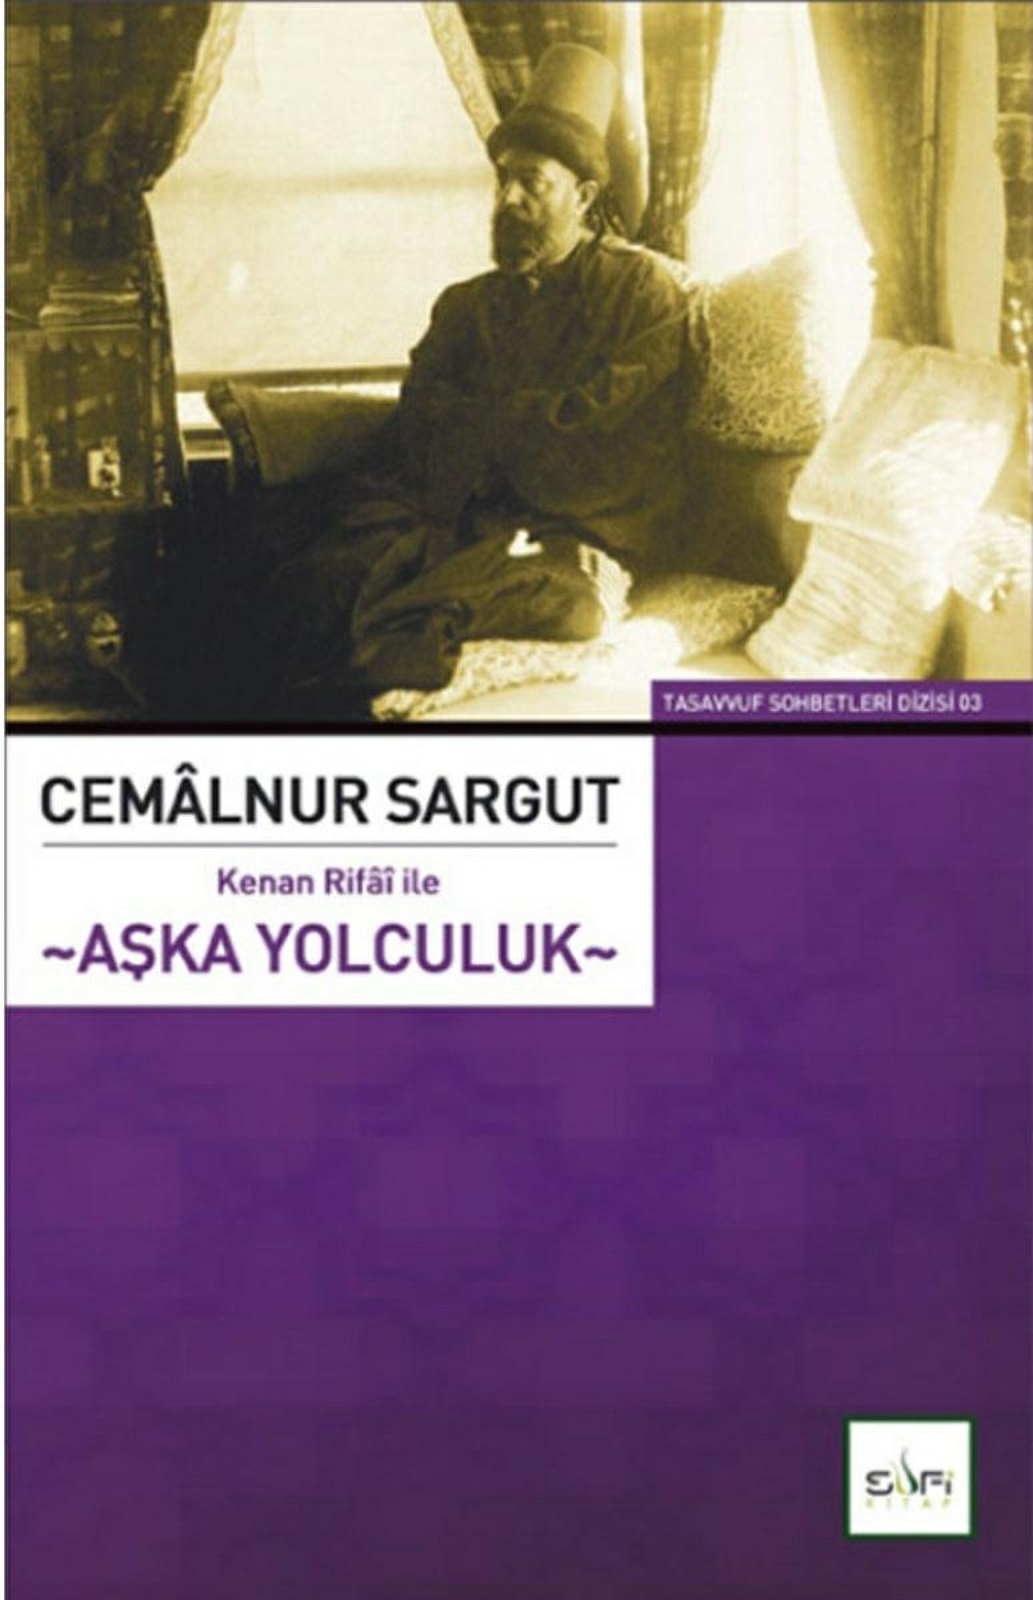 TASAVVUF SOHBETLERİ DİZİSİ 03
CEMÂLNUR SARGUT
Kenan Rifâî ile
~AŞKA YOLCULUK~
SUFi
KİTAP